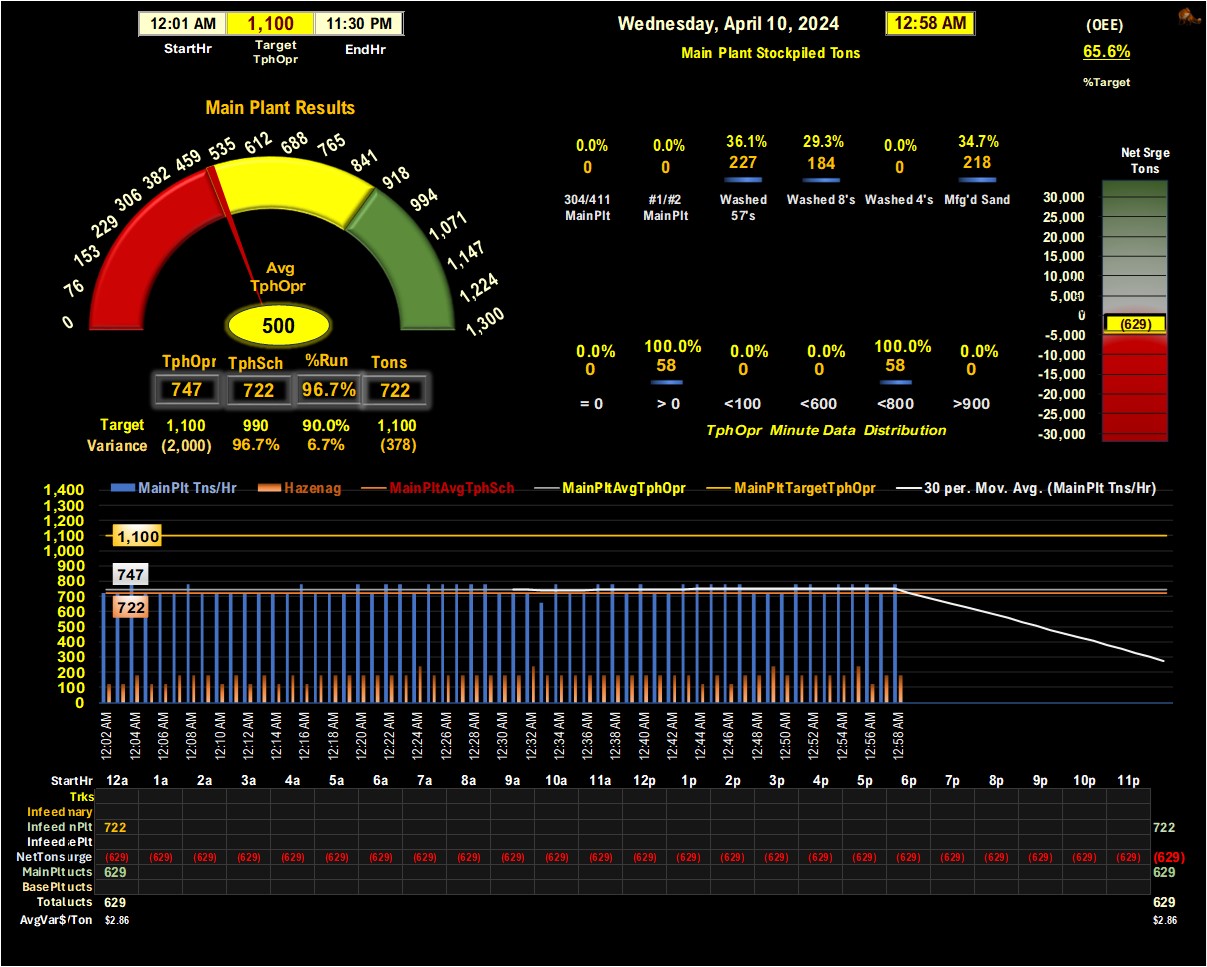 12:01 AM 1,100 11:30 PM
StartHr Target TphOpr EndHr
Wednesday, April 10, 2024 12:58 AM
Main Plant Stockpiled Tons
(OEE)
65.6%
%Target
Main Plant Results
0 76 153 229 306 382 459 535 612 688 765 841 918 994 1,071 1,147 1,224 1,300
Avg
TphOpr
500
TphOpr TphSch %Run Tons
747 722 96.7% 722
Target 1,100 990 90.0% 1,100
Variance (2,000) 96.7% 6.7% (378)
0.0% 0.0% 36.1% 29.3% 0.0% 34.7%
0 0 227 184 0 218
304/411 #1/#2 Washed Washed 8's Washed 4's Mfg'd Sand
MainPlt MainPlt 57's
0.0% 100.0% 0.0% 0.0% 100.0% 0.0%
0 58 0 0 58 0
= 0 > 0 <100 <600 <800 >900
TphOpr Minute Data Distribution
Net Srge
Tons
30,000
25,000
20,000
15,000
10,000
5,000
0
(629)
-5,000
-10,000
-15,000
-20,000
-25,000
-30,000
MainPlt Tns/Hr Hazenag MainPltAvgTphSch MainPltAvgTphOpr MainPltTargetTphOpr 30 per. Mov. Avg. (MainPlt Tns/Hr)
1,400
1,300
1,200
1,100 1,100
1,000
900
800 747
700
600 722
500
400
300
200
100
0
12:02 AM 12:04 AM 12:06 AM 12:08 AM 12:10 AM 12:12 AM 12:14 AM 12:16 AM 12:18 AM 12:20 AM 12:22 AM 12:24 AM 12:26 AM 12:28 AM 12:30 AM 12:32 AM 12:34 AM 12:36 AM 12:38 AM 12:40 AM 12:42 AM 12:44 AM 12:46 AM 12:48 AM 12:50 AM 12:52 AM 12:54 AM 12:56 AM 12:58 AM
StartHr 12a 1a 2a 3a 4a 5a 6a 7a 8a 9a 10a 11a 12p 1p 2p 3p 4p 5p 6p 7p 8p 9p 10p 11p
Trks
Infeed mary
Infeed nPlt 722 722
Infeed ePlt
NetTons urge (629) (629) (629) (629) (629) (629) (629) (629) (629) (629) (629) (629) (629) (629) (629) (629) (629) (629) (629) (629) (629) (629) (629) (629) (629)
MainPlt ucts 629 629
BasePlt ucts
Total ucts 629 629
AvgVar$/Ton $2.86 $2.86